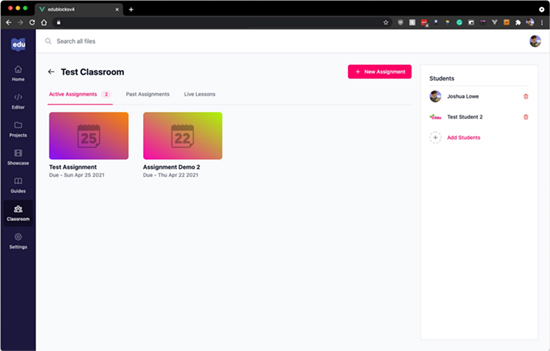 edublocksv4
edu
Search all files
Home
Editor
Projects
Showcase
Guides
Classroom
Settings
Test Classroom
+ New Assignment
Active Assignments 2
Past Assignments
Live Lessons
25
Test Assignment
Due - Sun Apr 25 2021
22
Assignment Demo 2
Due - Thu Apr 22 2021
Students
Joshua Lowe
Test Student 2
Add Students